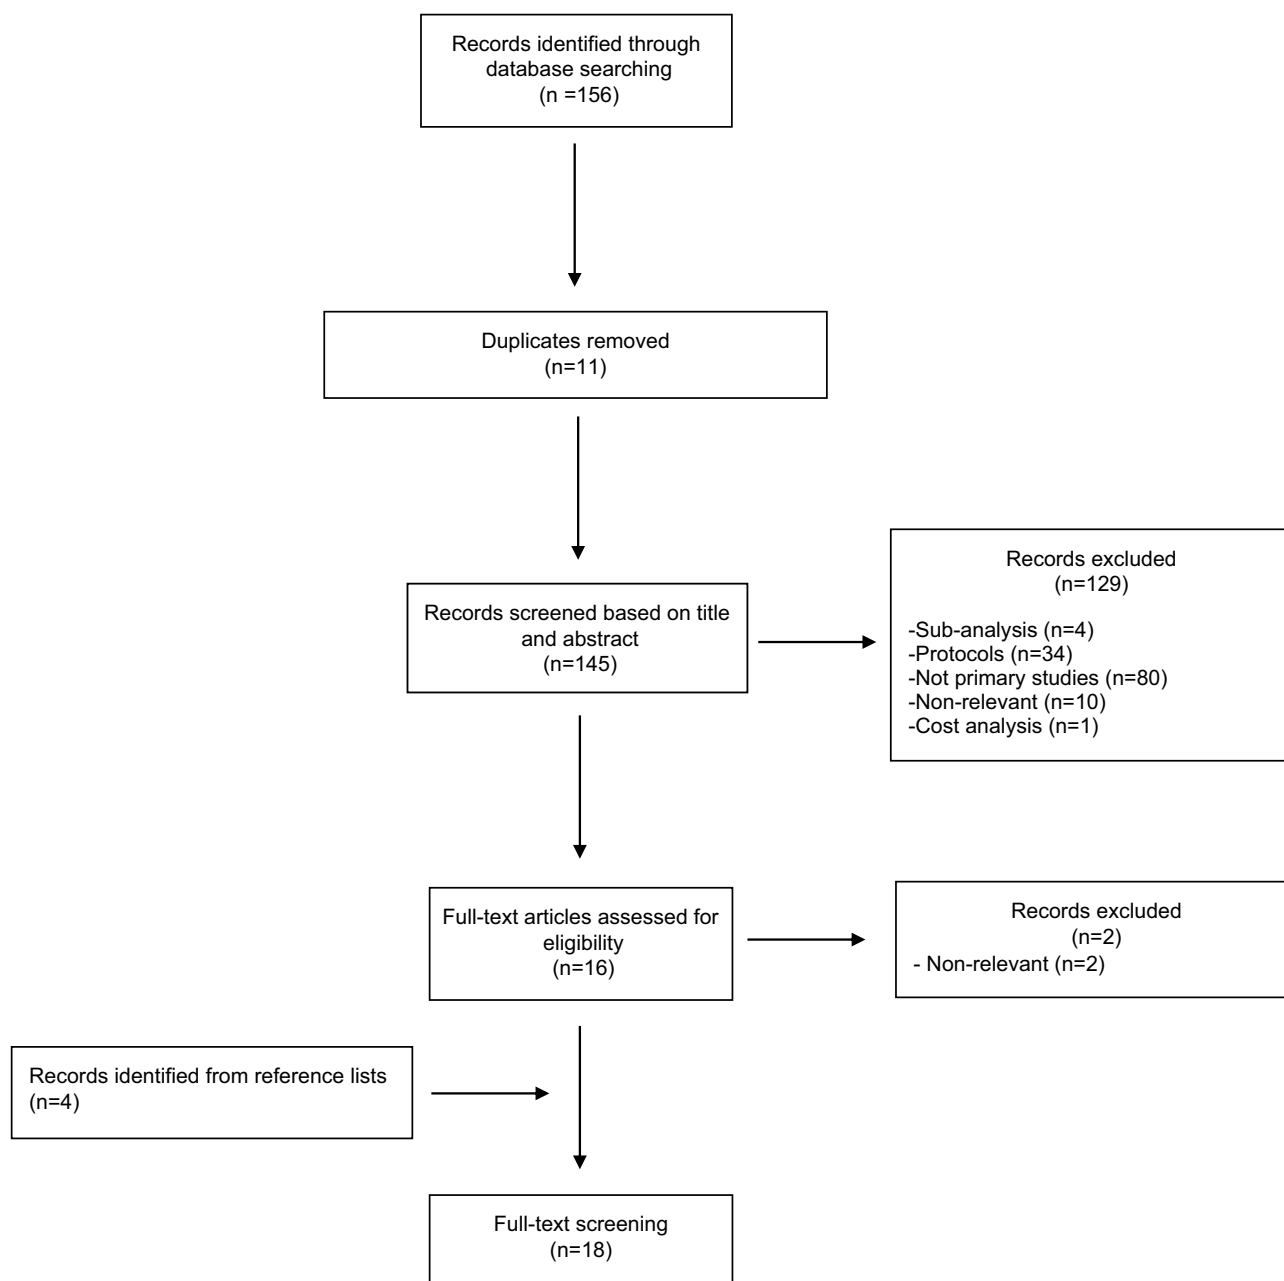 Records identified through
database searching
(n =156)
Duplicates removed
(n=11)
Records screened based on title
and abstract
(n=145)
Records excluded
(n=129)
-Sub-analysis (n=4)
-Protocols (n=34)
-Not primary studies (n=80)
-Non-relevant (n=10)
-Cost analysis (n=1)
Full-text articles assessed for
eligibility
(n=16)
Records excluded
(n=2)
- Non-relevant (n=2)
Records identified from reference lists
(n=4)
Full-text screening
(n=18)